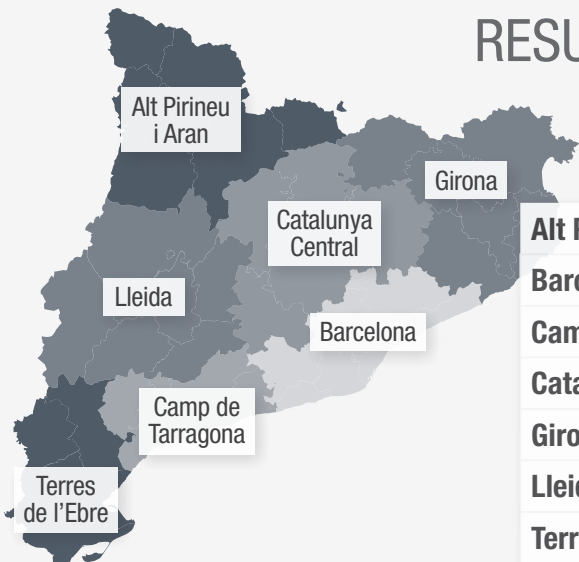 RESU
Alt Pirineu
i Aran
Girona
Catalunya
Central
Lleida
Barcelona
Camp de
Tarragona
Terres
de l'Ebre
Alt
Barc
Cam
Cata
Giro
Lleid
Terr